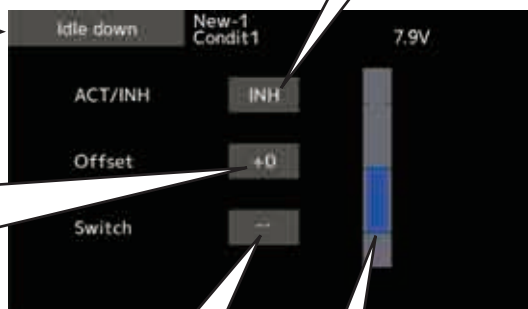 Idle down
New-1
Condit1
7.9V
ACT/INH
INH
Offset
+0
Switch
--